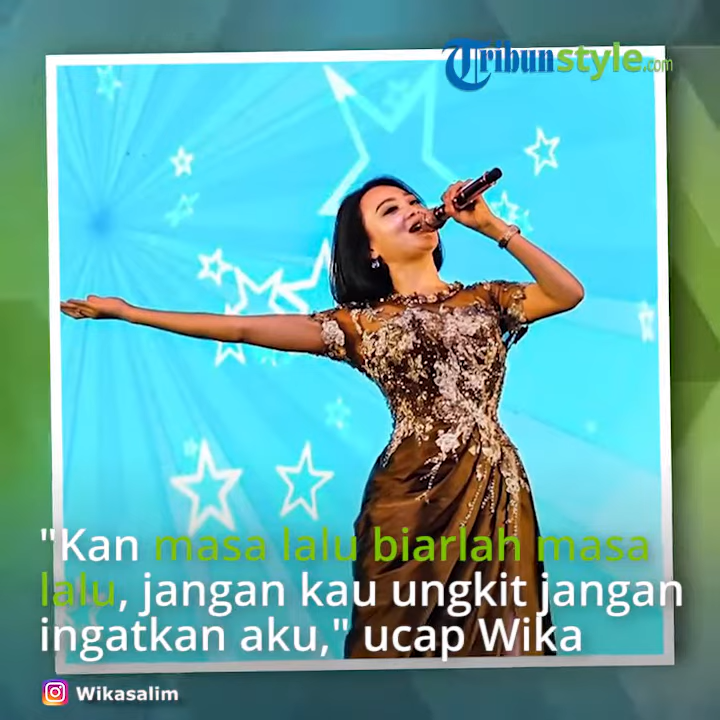 Tribunstyle.com
"Kan masa lalu biarlah masa
lalu, jangan kau ungkit jangan
ingatkan aku," ucap Wika
Wikasalim